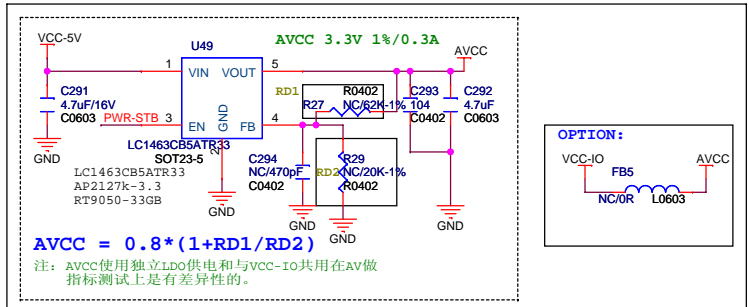 VCC-5V
U49
AVCC 3.3V 1%/0.3A
AVCC
1
VIN
VOUT
5
C291
4.7uF/16V
C0603
RD1
R0402
R27
NC/62K-1%
C293
104
C0402
C292
4.7uF
C0603
PWR-STB
3
EN
GND
FB
4
2
GND
LC1463CB5ATR33
SOT23-5
C294
NC/470pF
C0402
R29
RD2
NC/20K-1%
R0402
LC1463CB5ATR33
AP2127k-3.3
RT9050-33GB
GND
GND
GND
GND
AVCC = 0.8*(1+RD1/RD2)
注: AVCC使用独立LDO供电和与VCC-IO共用在AV做
指标测试上是有差异性的。
OPTION:
VCC-IO
FB5
AVCC
NC/0R
L0603